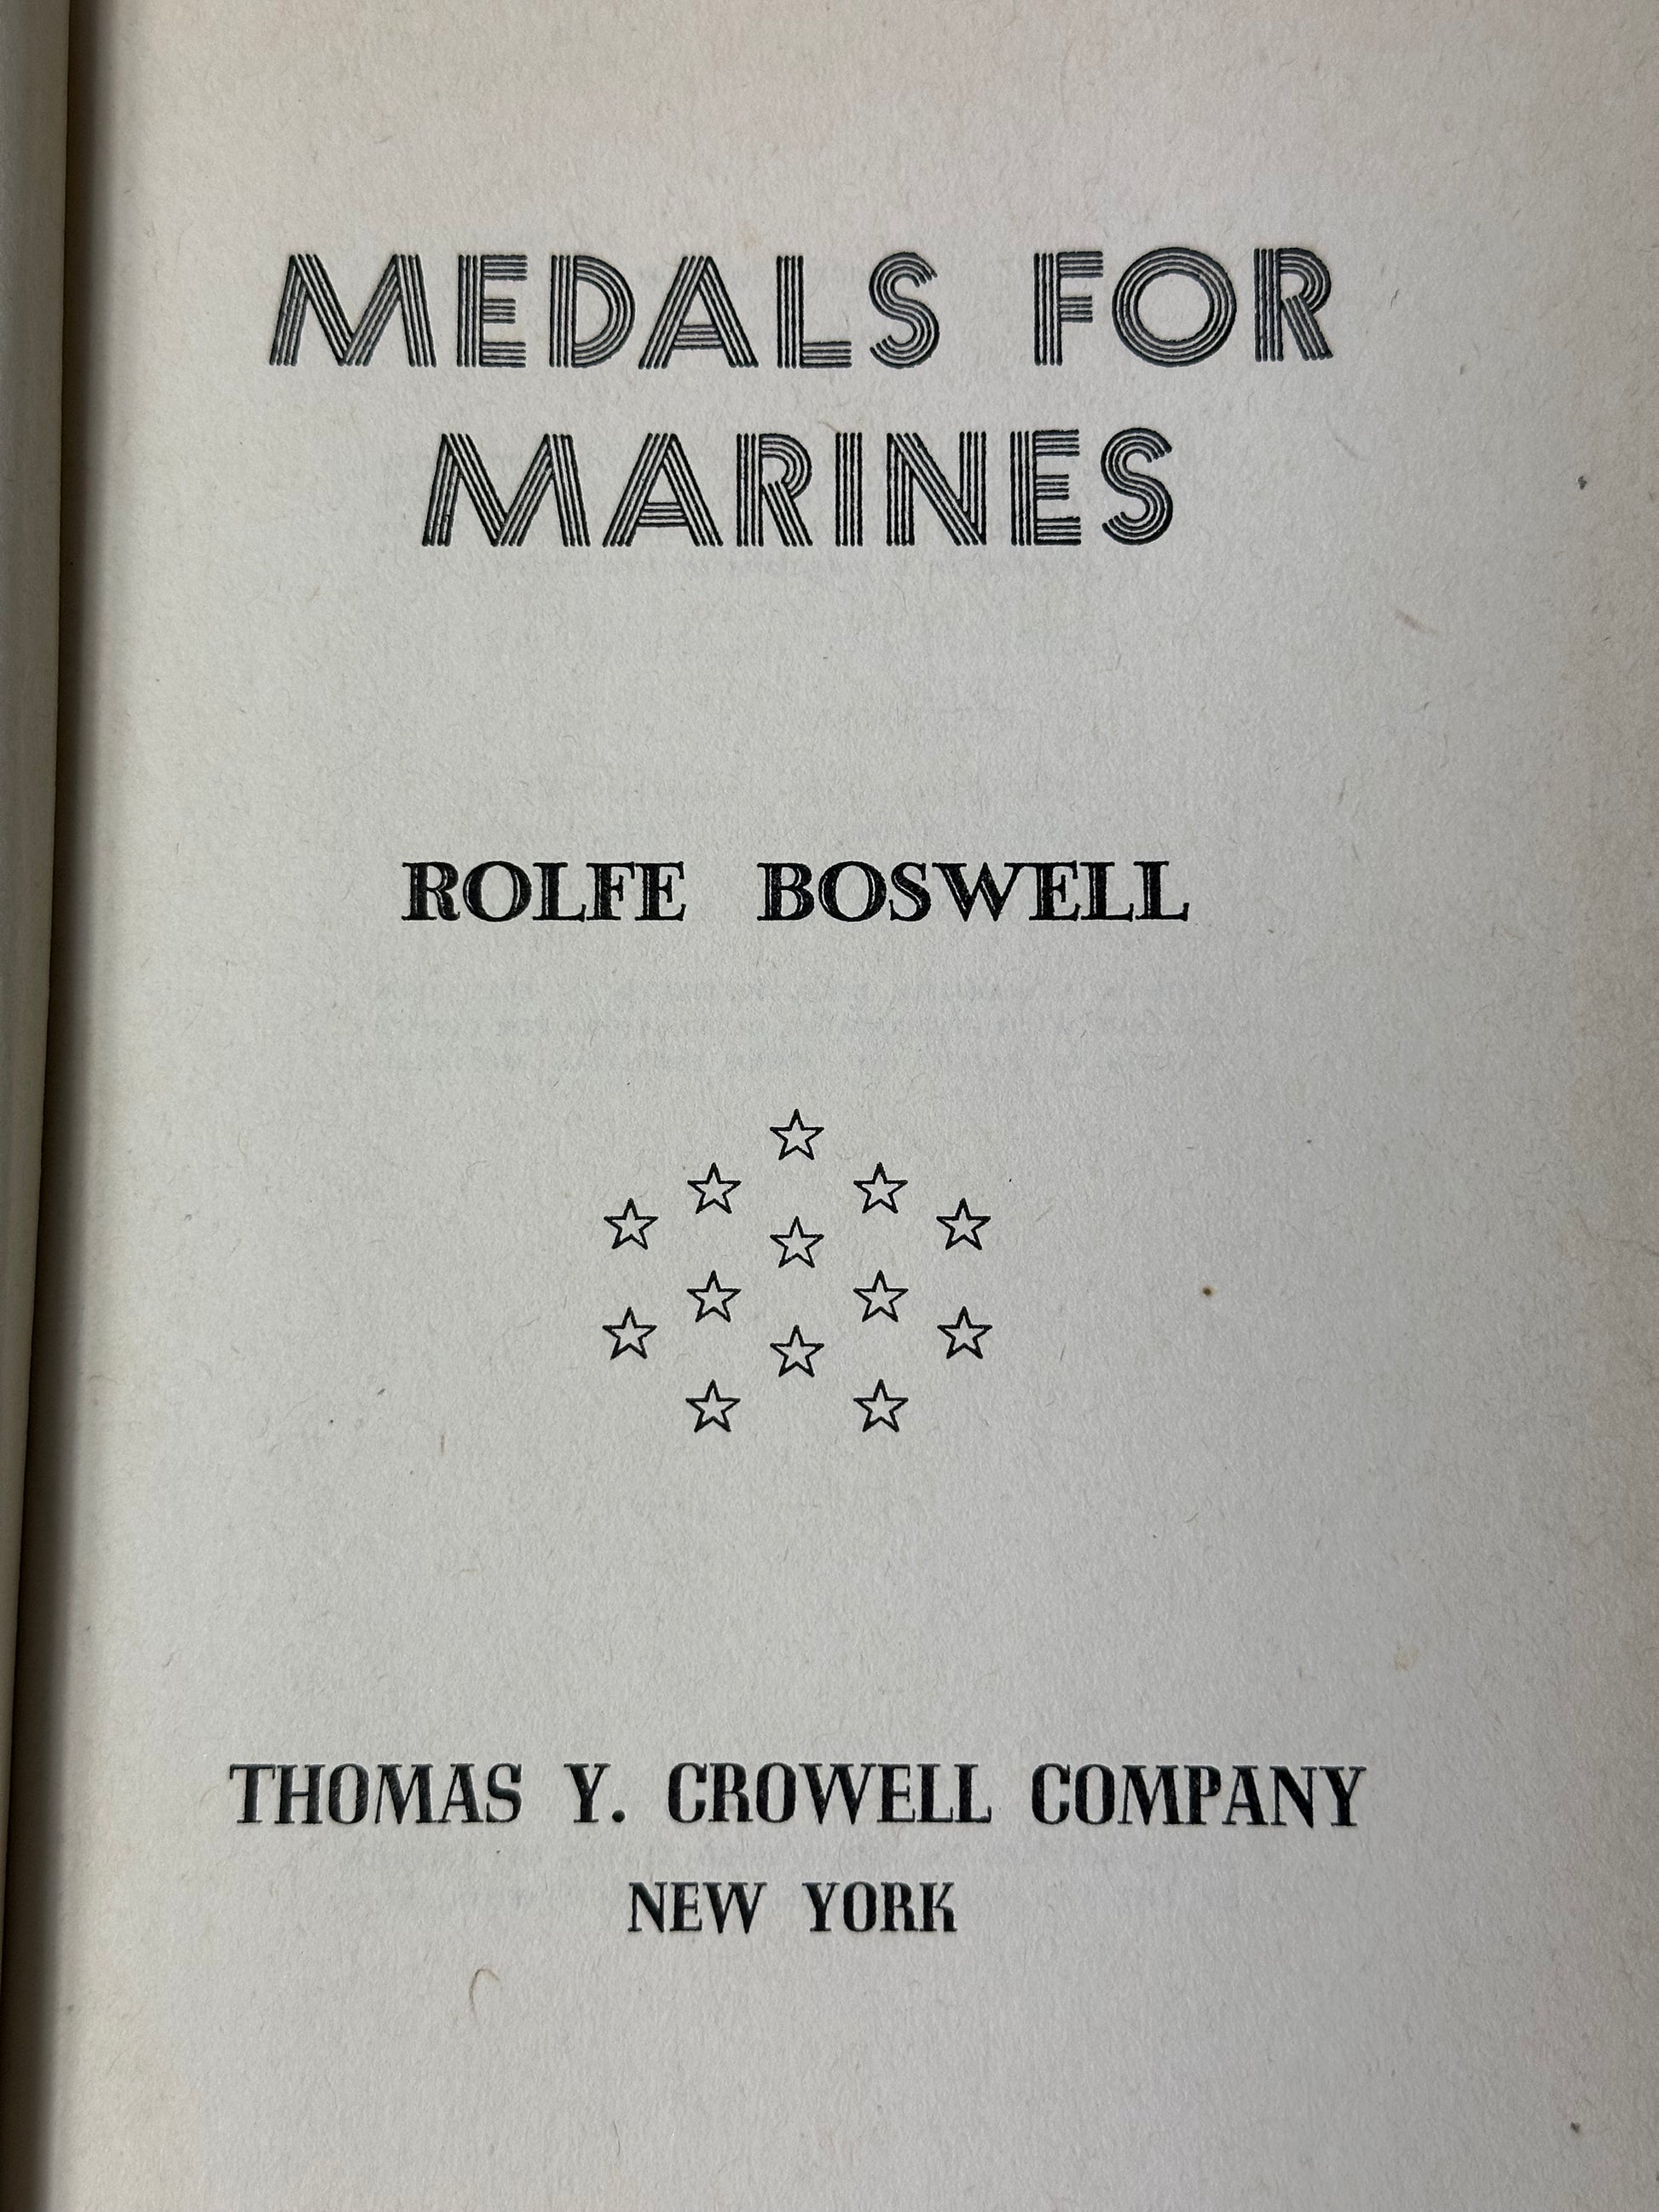 MEDALS FOR
MARINES
ROLFE BOSWELL
THOMAS Y. CROWELL COMPANY
NEW YORK